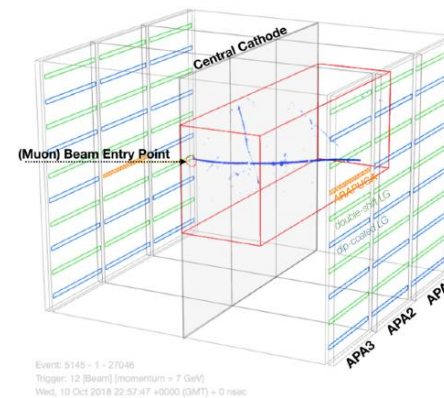 Central Cathode
(Muon) Beam Entry Point
ARAPUCA
double-shift LG
dip-coated LG
APA3
APA2
APA
Event: 5145 - 1 - 27046
Trigger: 12 [Beam] [momentum = 7 GeV]
Wed, 10 Oct 2018 22:57:47 +0000 (GMT) + 0 nsec